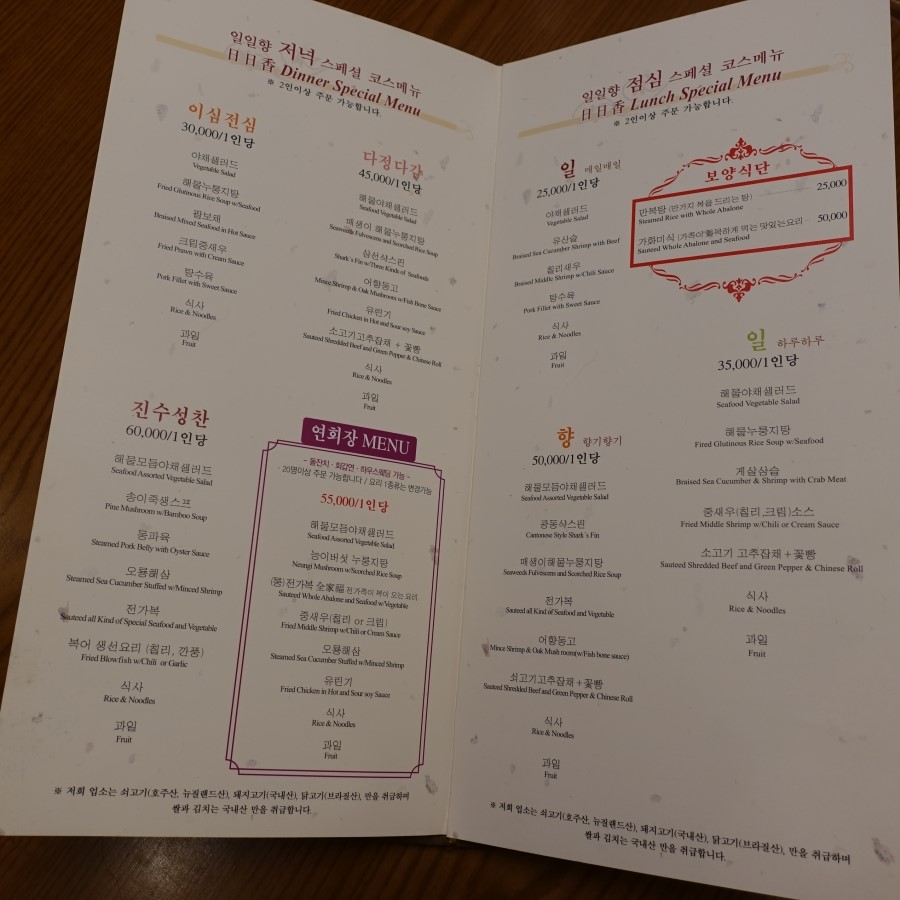 일일향 저녁 스페셜 코스메뉴
日日香 Dinner Special Menu
※ 2인이상 주문 가능합니다.
이심전심
30,000/1인당
야채샐러드
Vegetable Salad
해물누룽지탕
Fried Glutinous Rice Soup w/Seafood
팔보채
Braised Mixed Seafood in Hot Sauce
크림중새우
Fried Prawn with Cream Sauce
탕수육
Pork Fillet with Sweet Sauce
식사
Rice & Noodles
과일
Fruit
다정다감
45,000/1인당
해물야채샐러드
Seafood Vegetable Salad
매생이 해물누룽지탕
Seaweeds Fulvescens and Scorched Rice Soup
삼선샥스핀
Shark's Fin w/Three Kinds of Seafoods
어향동고
Mince Shrimp & Oak Mushroom w/Fish Bone Sauce
유린기
Fried Chicken in Hot and Sour soy Sauce
소고기고추잡채 + 꽃빵
Sauteed Shredded Beef and Green Pepper & Chinese Roll
식사
Rice & Noodles
과일
Fruit
진수성찬
60,000/1인당
해물모듬야채샐러드
Seafood Assorted Vegetable Salad
송이죽생스프
Pine Mushroom w/Bamboo Soup
동파육
Steamed Pork Belly with Oyster Sauce
오룡해삼
Steamed Sea Cucumber Stuffed w/Minced Shrimp
전가복
Sauteed all Kind of Special Seafood and Vegetable
복어 생선요리 (칠리, 깐풍)
Fried Blowfish w/Chili or Garlic
식사
Rice & Noodles
과일
Fruit
연회장 MENU
- 돌잔치 · 회갑연 · 하우스웨딩 가능 -
· 20명이상 주문 가능합니다 / 요리 1종류는 변경가능
55,000/1인당
해물모듬야채샐러드
Seafood Assorted Vegetable Salad
능이버섯 누룽지탕
Neungi Mushroom w/Scorched Rice Soup
(통)전가복 全家福 전가족이 복이 오는 요리
Sauteed Whole Abalone and Seafood w/Vegetable
중새우(칠리 or 크림)
Fried Middle Shrimp w/Chili or Cream Sauce
오룡해삼
Steamed Sea Cucumber Stuffed w/Minced Shrimp
유린기
Fried Chicken in Hot and Sour soy Sauce
식사
Rice & Noodles
과일
Fruit
※ 저희 업소는 쇠고기(호주산, 뉴질랜드산), 돼지고기(국내산), 닭고기(브라질산), 만을 취급하며
쌀과 김치는 국내산 만을 취급합니다.
일일향 점심 스페셜 코스메뉴
日日香 Lunch Special Menu
※ 2인이상 주문 가능합니다.
일 매일매일
25,000/1인당
야채샐러드
Vegetable Salad
유산슬
Braised Sea Cucumber Shrimp with Beef
칠리새우
Braised Middle Shrimp w/Chili Sauce
탕수육
Pork Fillet with Sweet Sauce
식사
Rice & Noodles
과일
Fruit
보양식단
만복탕 (만가지 복을 드리는 탕) 25,000
Steamed Rice with Whole Abalone
가화미식 (가족이 행복하게 먹는 맛있는요리) 50,000
Sauteed Whole Abalone and Seafood
일 하루하루
35,000/1인당
해물야채샐러드
Seafood Vegetable Salad
해물누룽지탕
Fired Glutinous Rice Soup w/Seafood
게살삼슬
Braised Sea Cucumber & Shrimp with Crab Meat
중새우(칠리,크림)소스
Fried Middle Shrimp w/Chili or Cream Sauce
소고기 고추잡채+꽃빵
Sauteed Shredded Beef and Green Pepper & Chinese Roll
식사
Rice & Noodles
과일
Fruit
향 향기향기
50,000/1인당
해물모듬야채샐러드
Seafood Assorted Vegetable Salad
광동샥스핀
Cantonese Style Shark's Fin
매생이해물누룽지탕
Seaweeds Fulvescens and Scorched Rice Soup
전가복
Sauteed all Kind of Seafood and Vegetable
어향동고
Mince Shrimp & Oak Mush room(w/Fish bone sauce)
쇠고기고추잡채+꽃빵
Sauteed Shredded Beef and Green Pepper & Chinese Roll
식사
Rice & Noodles
과일
Fruit
※ 저희 업소는 쇠고기(호주산, 뉴질랜드산), 돼지고기(국내산), 닭고기(브라질산), 만을 취급하며
쌀과 김치는 국내산 만을 취급합니다.